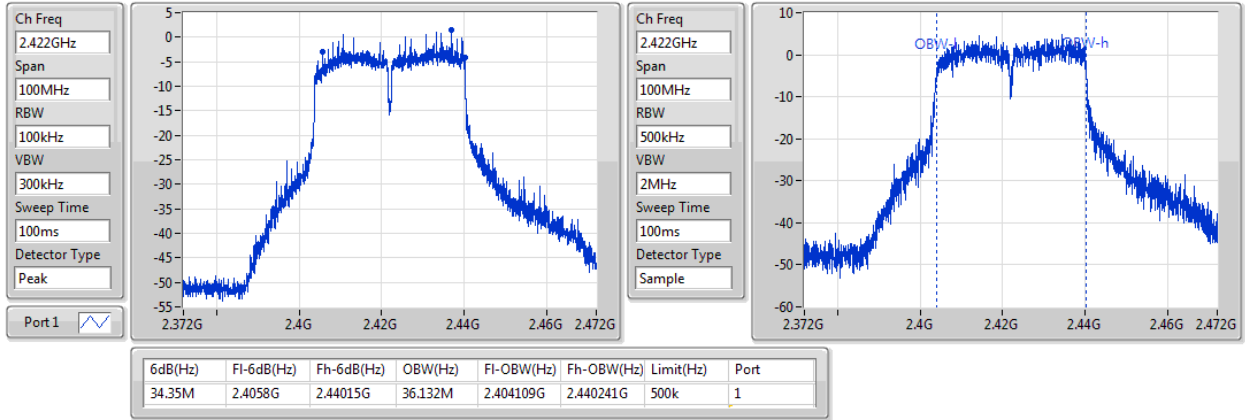 Ch Freq
2.422GHz
Span
100MHz
RBW
100kHz
VBW
300kHz
Sweep Time
100ms
Detector Type
Peak
Port 1
5
0
-5
-10
-15
-20
-25
-30
-35
-40
-45
-50
-55
2.372G 2.4G 2.42G 2.44G 2.46G 2.472G
Ch Freq
2.422GHz
Span
100MHz
RBW
500kHz
VBW
2MHz
Sweep Time
100ms
Detector Type
Sample
10
0
-10
-20
-30
-40
-50
-60
OBW-l OBW-h
2.372G 2.4G 2.42G 2.44G 2.46G 2.472G
6dB(Hz) Fl-6dB(Hz) Fh-6dB(Hz) OBW(Hz) Fl-OBW(Hz) Fh-OBW(Hz) Limit(Hz) Port
34.35M 2.4058G 2.44015G 36.132M 2.404109G 2.440241G 500k 1